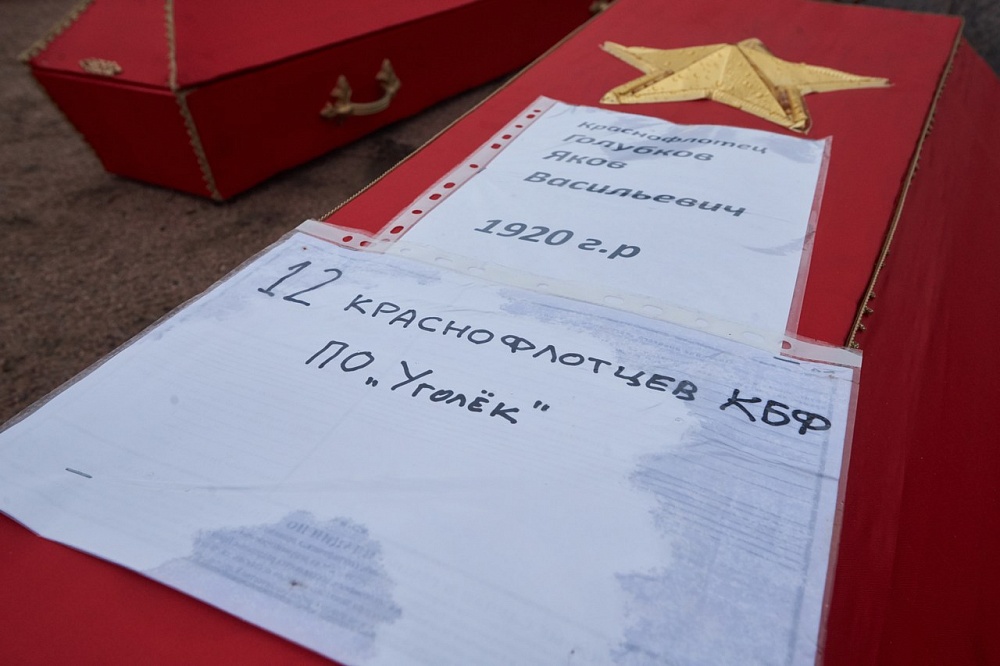 Краснофлотец
Голубков
Яков
Васильевич
1920 г.р
12 КРАСНОФЛОТЦЕВ КБФ
ПО „Уголёк"